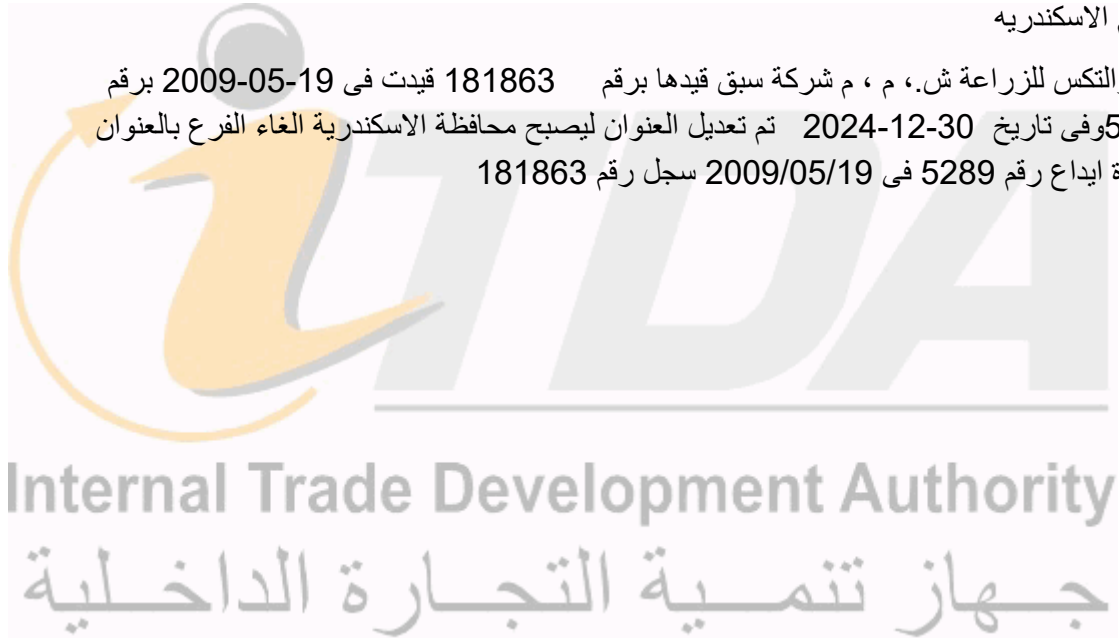 الاسكندريه
للزراعة ش.، م ، م شركة سبق قيدها برقم 181863 قيدت فى 19-05-2009 برقم
وفى تاريخ 30-12-2024 تم تعديل العنوان ليصبح محافظة الاسكندرية الغاء الفرع بالعنوان
ايداع رقم 5289 فى 2009/05/19 سجل رقم 181863
iTDA
Internal Trade Development Authority
جهاز تنمية التجارة الداخلية